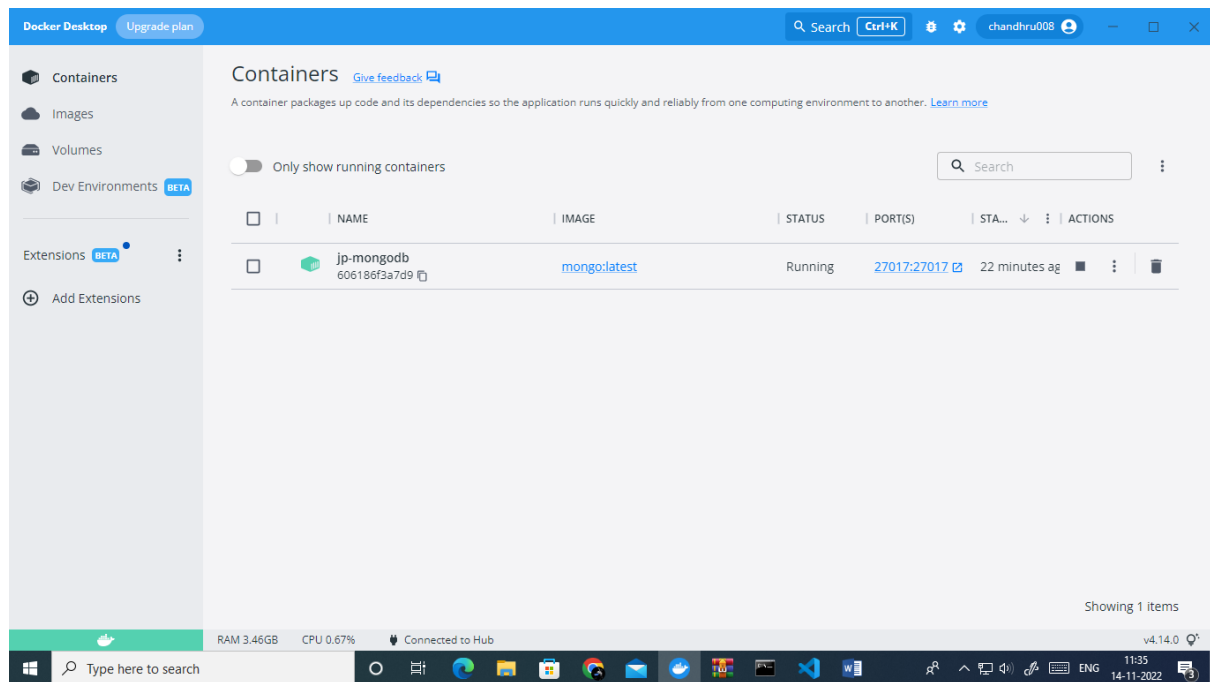 Docker Desktop Upgrade plan Search Ctrl+K chandhru008
Containers
Images
Volumes
Dev Environments BETA
Extensions BETA
Add Extensions
Containers Give feedback
A container packages up code and its dependencies so the application runs quickly and reliably from one computing environment to another. Learn more
Only show running containers Search
NAME IMAGE STATUS PORT(S) STA... ACTIONS
jp-mongodb
606186f3a7d9 mongo:latest Running 27017:27017 22 minutes ag
Showing 1 items
RAM 3.46GB CPU 0.67% Connected to Hub v4.14.0
Type here to search ENG 11:35
14-11-2022 3